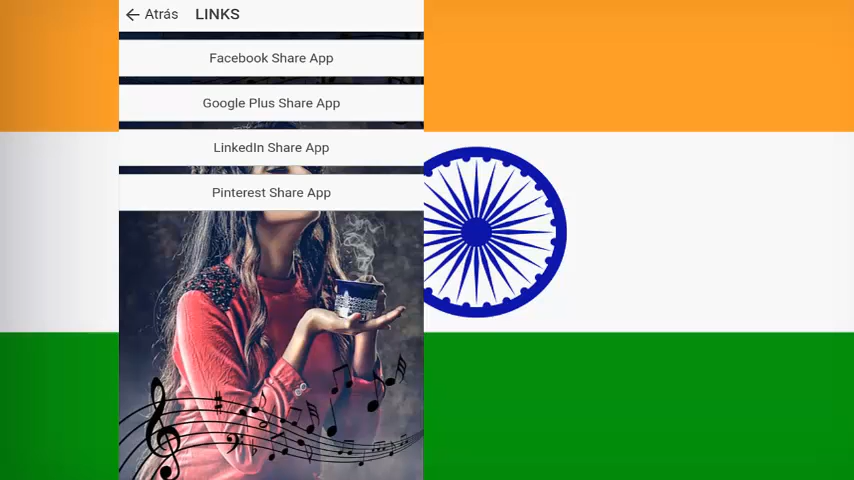 Atrás LINKS
Facebook Share App
Google Plus Share App
LinkedIn Share App
Pinterest Share App